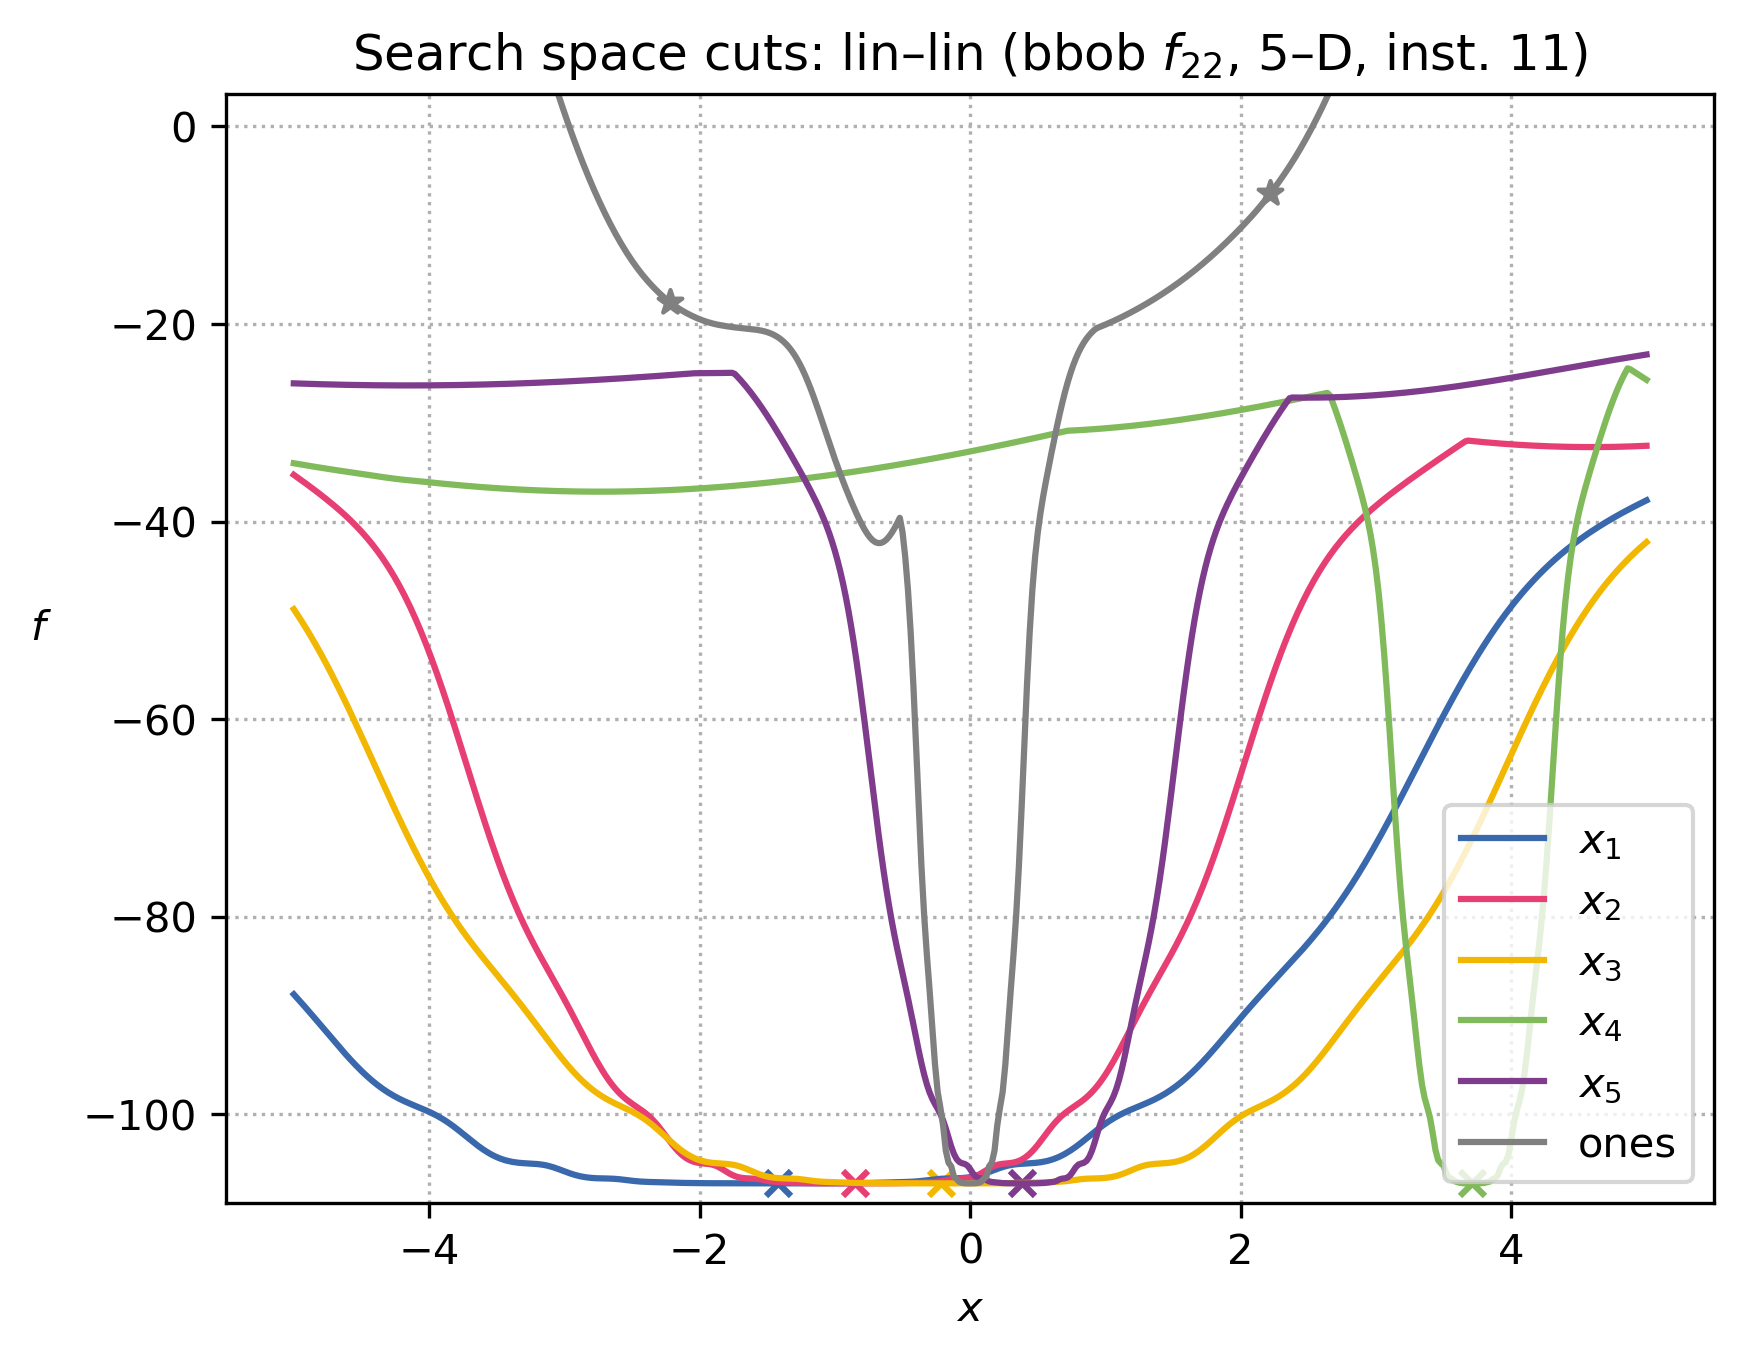 Search space cuts: lin–lin (bbob f₂₂, 5–D, inst. 11)
0
−20
−40
−60
−80
−100
f
−4
−2
0
2
4
x
x₁
x₂
x₃
x₄
x₅
ones